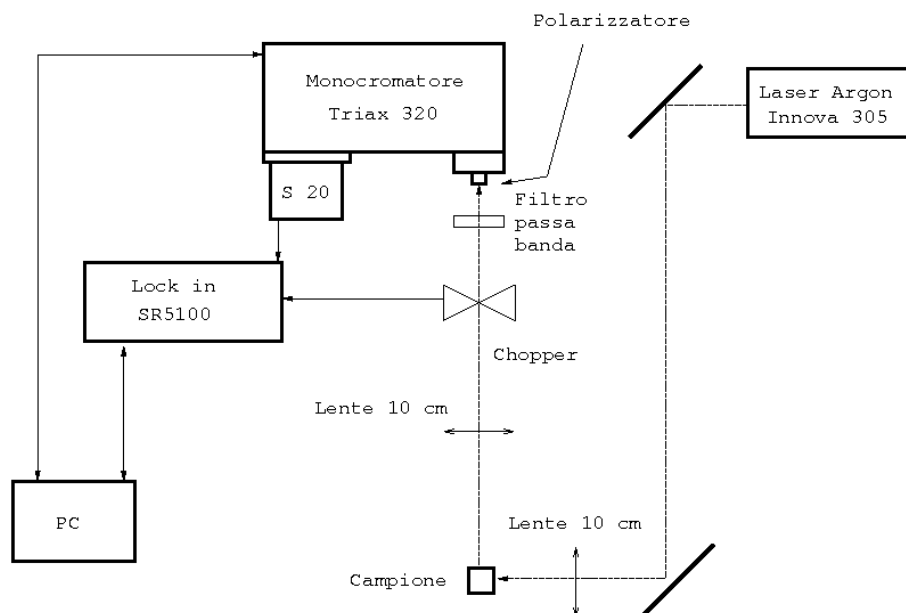 Polarizzatore
Monocromatore
Triax 320
Laser Argon
Innova 305
S 20
Filtro
passa
banda
Lock in
SR5100
Chopper
Lente 10 cm
PC
Lente 10 cm
Campione